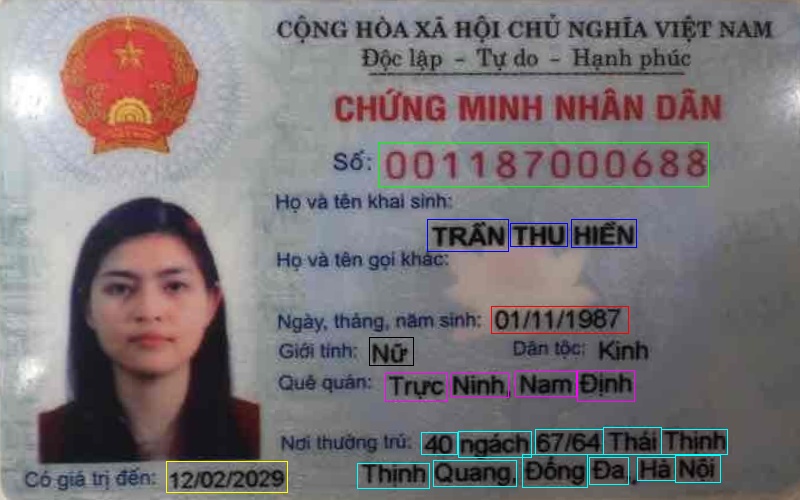 CỘNG HÒA XÃ HỘI CHỦ NGHĨA VIỆT NAM
Độc lập - Tự do - Hạnh phúc
CHỨNG MINH NHÂN DÂN
Số: 001187000688
Họ và tên khai sinh:
TRẦN THU HIỀN
Họ và tên gọi khác:
Ngày, tháng, năm sinh: 01/11/1987
Giới tính: Nữ Dân tộc: Kinh
Quê quán: Trực Ninh, Nam Định
Nơi thường trú: 40 ngách 67/64 Thái Thịnh
Thịnh Quang, Đống Đa, Hà Nội
Có giá trị đến: 12/02/2029